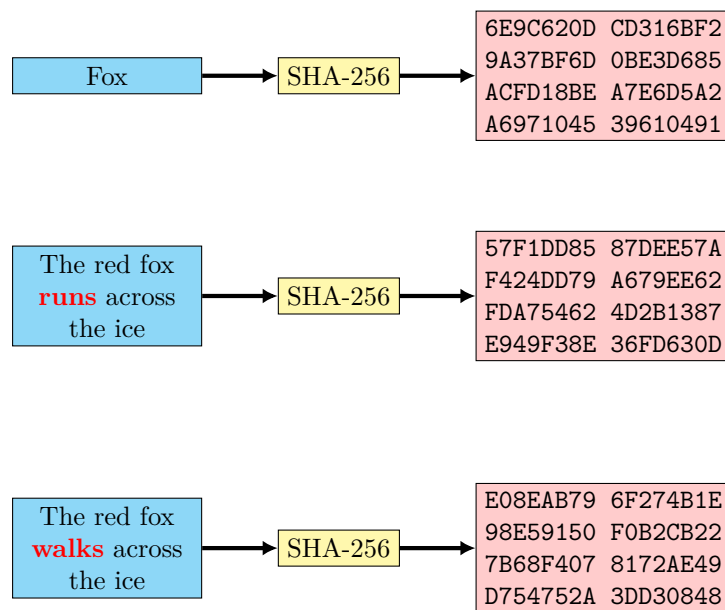 Fox
SHA-256
6E9C620D CD316BF2
9A37BF6D 0BE3D685
ACFD18BE A7E6D5A2
A6971045 39610491
The red fox
runs across
the ice
SHA-256
57F1DD85 87DEE57A
F424DD79 A679EE62
FDA75462 4D2B1387
E949F38E 36FD630D
The red fox
walks across
the ice
SHA-256
E08EAB79 6F274B1E
98E59150 F0B2CB22
7B68F407 8172AE49
D754752A 3DD30848